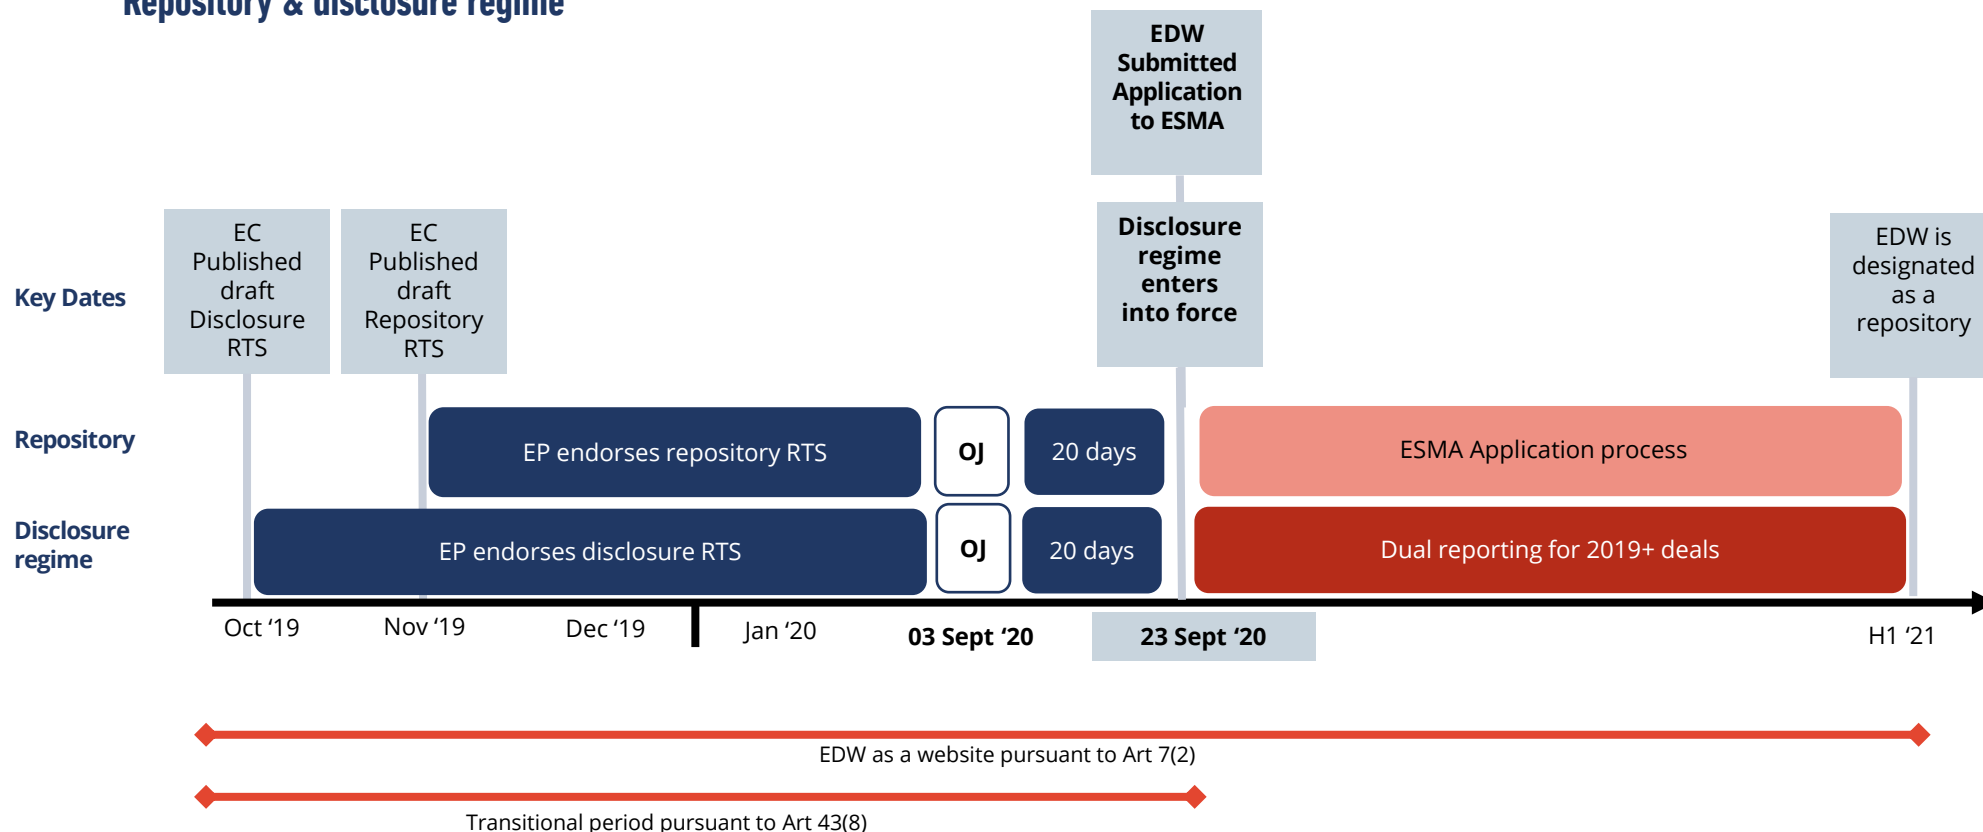 Repository & disclosure regime
EDW
Submitted
Application
to ESMA
EC
Published
draft
Disclosure
RTS
EC
Published
draft
Repository
RTS
Disclosure
regime
enters
into force
EDW is
designated
as a
repository
Key Dates
Repository
EP endorses repository RTS
OJ
20 days
ESMA Application process
Disclosure
regime
EP endorses disclosure RTS
OJ
20 days
Dual reporting for 2019+ deals
Oct ‘19
Nov ‘19
Dec ‘19
Jan ‘20
03 Sept ‘20
23 Sept ‘20
H1 ‘21
EDW as a website pursuant to Art 7(2)
Transitional period pursuant to Art 43(8)